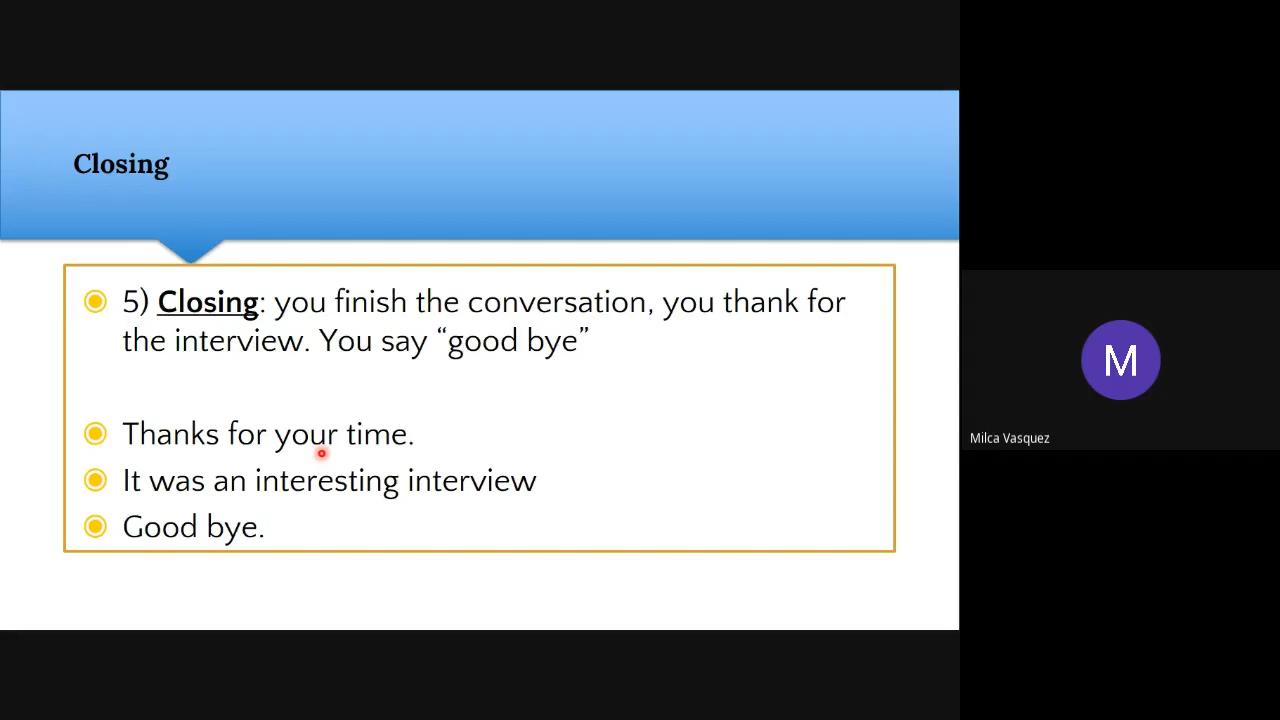 Closing
5) Closing: you finish the conversation, you thank for
the interview. You say “good bye”
Thanks for your time.
It was an interesting interview
Good bye.
M
Milca Vasquez